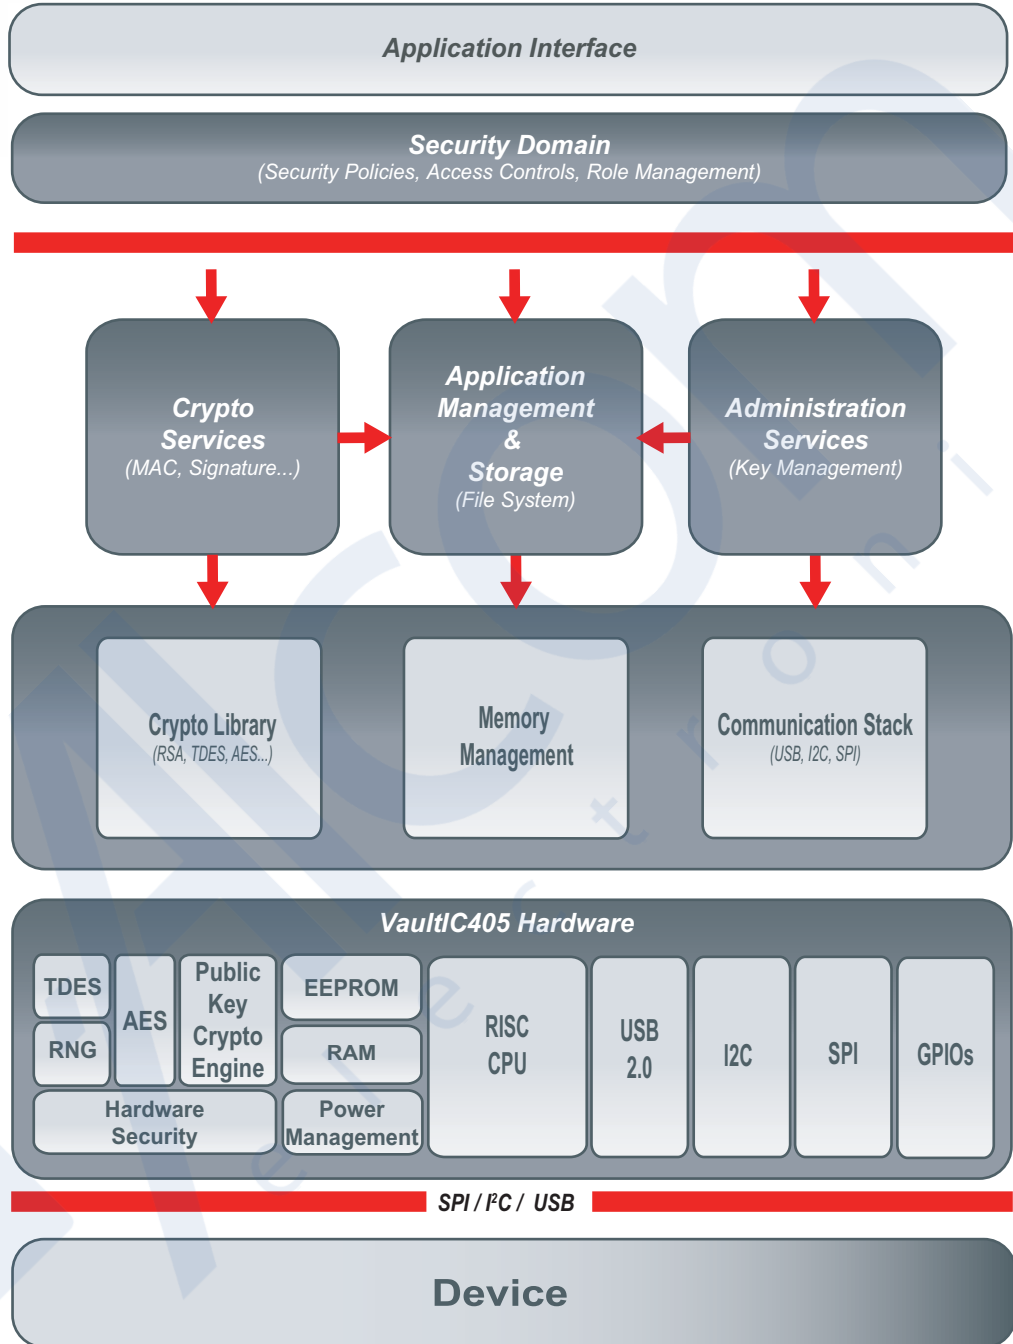 Application Interface
Security Domain
(Security Policies, Access Controls, Role Management)
Crypto
Services
(MAC, Signature...)
Application
Management
&
Storage
(File System)
Administration
Services
(Key Management)
Crypto Library
(RSA, TDES, AES...)
Memory
Management
Communication Stack
(USB, I2C, SPI)
VaultIC405 Hardware
TDES
RNG
AES
Public
Key
Crypto
Engine
Hardware
Security
EEPROM
RAM
Power
Management
RISC
CPU
USB
2.0
I2C
SPI
GPIOs
SPI / I²C / USB
Device